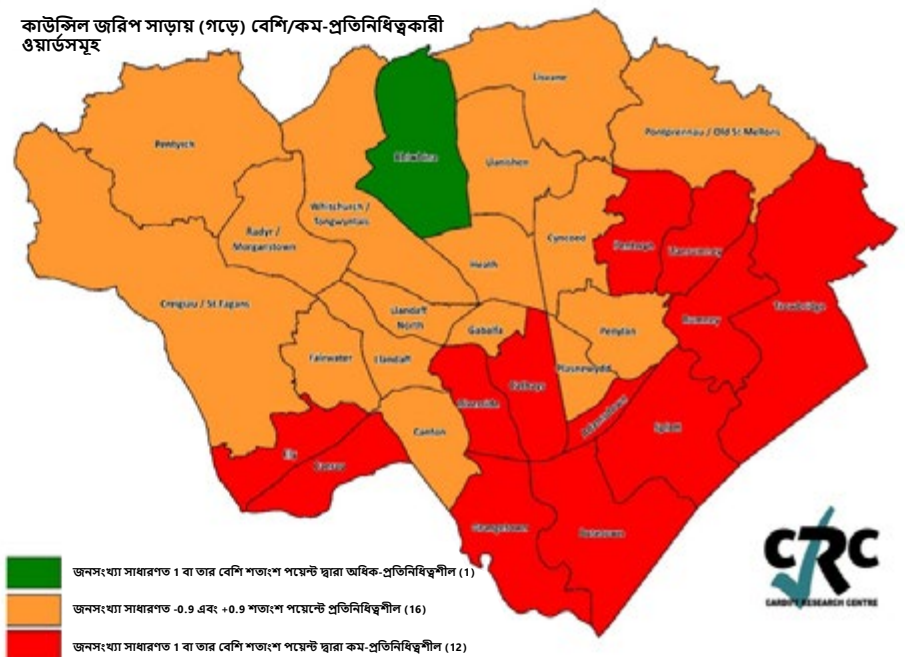 কাউন্সিল জরিপ সাড়ায় (গড়ে) বেশি/কম-প্রতিনিধিত্বকারী
ওয়ার্ডসমূহ
Lisvane
Pentyrch
Pontprennau / Old St Mellons
Rhiwbina
Llanishen
Whitchurch /
Tongwynlais
Radyr /
Morganstown
Cyncoed
Pentwyn
Llanrumney
Heath
Creigiau / St.Fagans
Llandaff
North
Gabalfa
Penylan
Rumney
Trowbridge
Fairwater
Llandaff
Plasnewydd
Cathays
Riverside
Adamsdown
Canton
Splott
Ely
Caerau
Grangetown
Butetown
CRC
CARDIFF RESEARCH CENTRE
জনসংখ্যা সাধারণত 1 বা তার বেশি শতাংশ পয়েন্ট দ্বারা অধিক-প্রতিনিধিত্বশীল (1)
জনসংখ্যা সাধারণত -0.9 এবং +0.9 শতাংশ পয়েন্টে প্রতিনিধিত্বশীল (16)
জনসংখ্যা সাধারণত 1 বা তার বেশি শতাংশ পয়েন্ট দ্বারা কম-প্রতিনিধিত্বশীল (12)